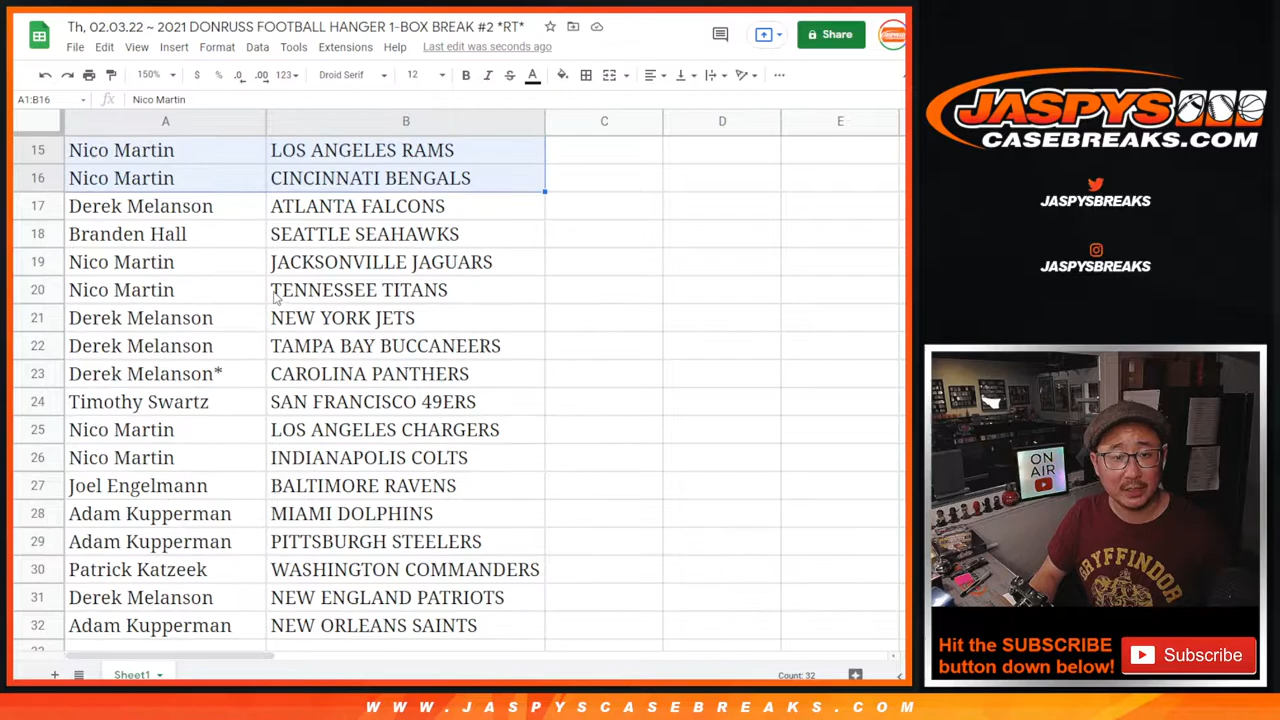 Th, 02.03.22 ~ 2021 DONRUSS FOOTBALL HANGER 1-BOX BREAK #2 *RT*
Share
File Edit View Insert Format Data Tools Extensions Help Last edit was seconds ago
150% $ % .0 .00 123 Droid Serif 12 B I S A
A1:B16 fx Nico Martin
A B C D E
15 Nico Martin LOS ANGELES RAMS
16 Nico Martin CINCINNATI BENGALS
17 Derek Melanson ATLANTA FALCONS
18 Branden Hall SEATTLE SEAHAWKS
19 Nico Martin JACKSONVILLE JAGUARS
20 Nico Martin TENNESSEE TITANS
21 Derek Melanson NEW YORK JETS
22 Derek Melanson TAMPA BAY BUCCANEERS
23 Derek Melanson* CAROLINA PANTHERS
24 Timothy Swartz SAN FRANCISCO 49ERS
25 Nico Martin LOS ANGELES CHARGERS
26 Nico Martin INDIANAPOLIS COLTS
27 Joel Engelmann BALTIMORE RAVENS
28 Adam Kupperman MIAMI DOLPHINS
29 Adam Kupperman PITTSBURGH STEELERS
30 Patrick Katzeek WASHINGTON COMMANDERS
31 Derek Melanson NEW ENGLAND PATRIOTS
32 Adam Kupperman NEW ORLEANS SAINTS
Sheet1
Count: 32
JASPYS
CASEBREAKS.COM
JASPYSBREAKS
JASPYSBREAKS
ON
AIR
GRYFFINDOR
Hit the SUBSCRIBE
button down below!
Subscribe
WWW.JASPYSCASEBREAKS.COM